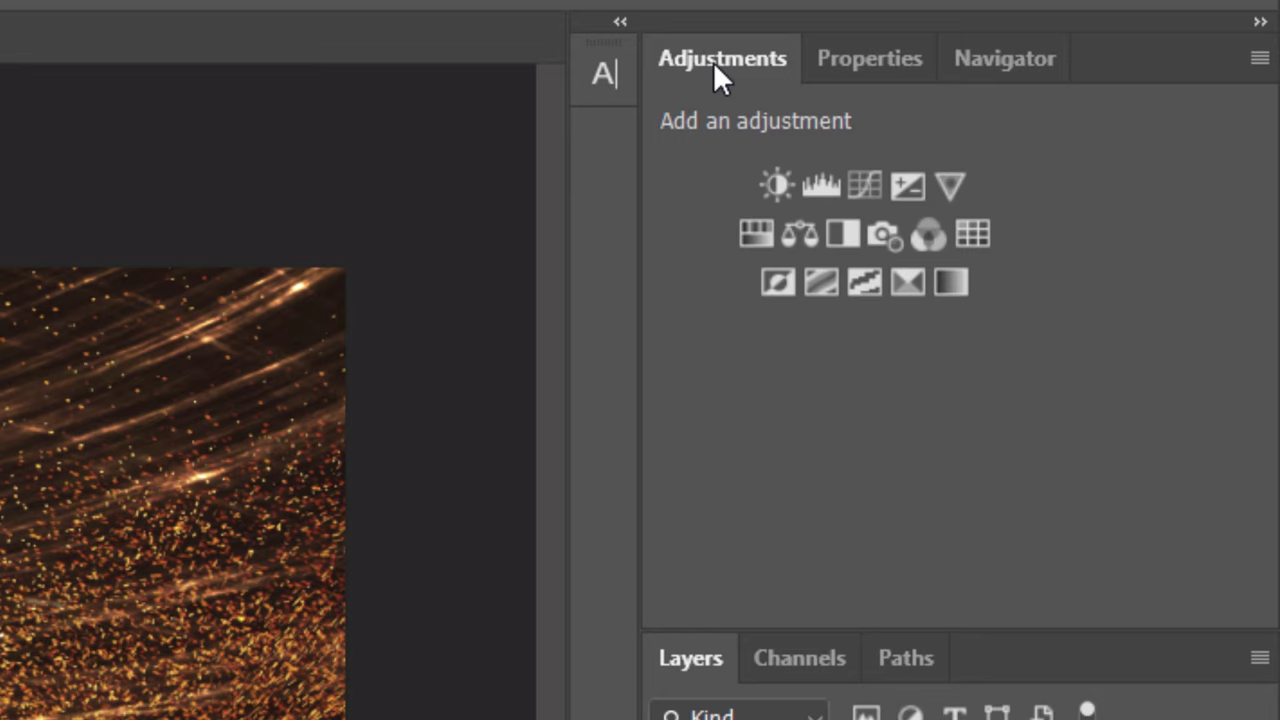 A|
Adjustments Properties Navigator
Add an adjustment
Layers Channels Paths
Kind